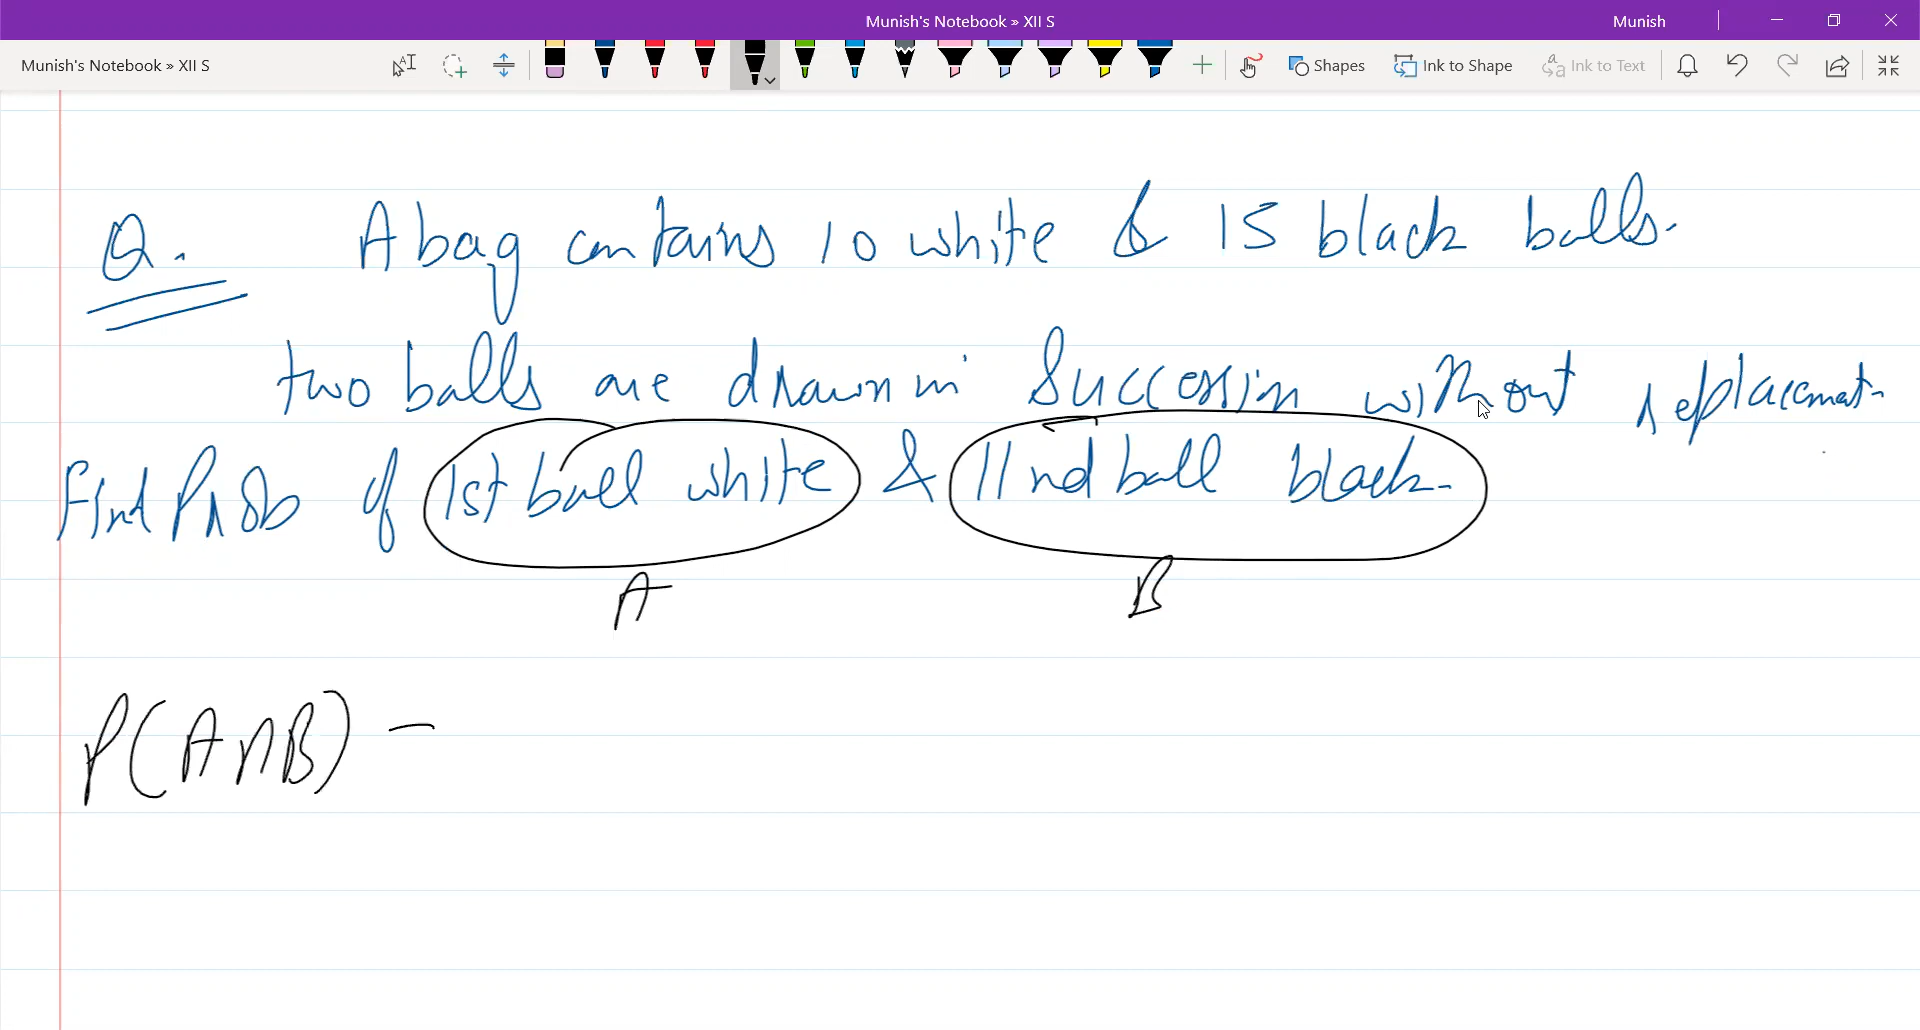 Munish's Notebook » XII S
Munish
Munish's Notebook » XII S
Shapes
Ink to Shape
Ink to Text
Q. A bag contains 10 white & 15 black balls.
two balls are drawn in Succession without replacement.
Find Prob of 1st ball white & IInd ball black.
A B
P(A∩B) =